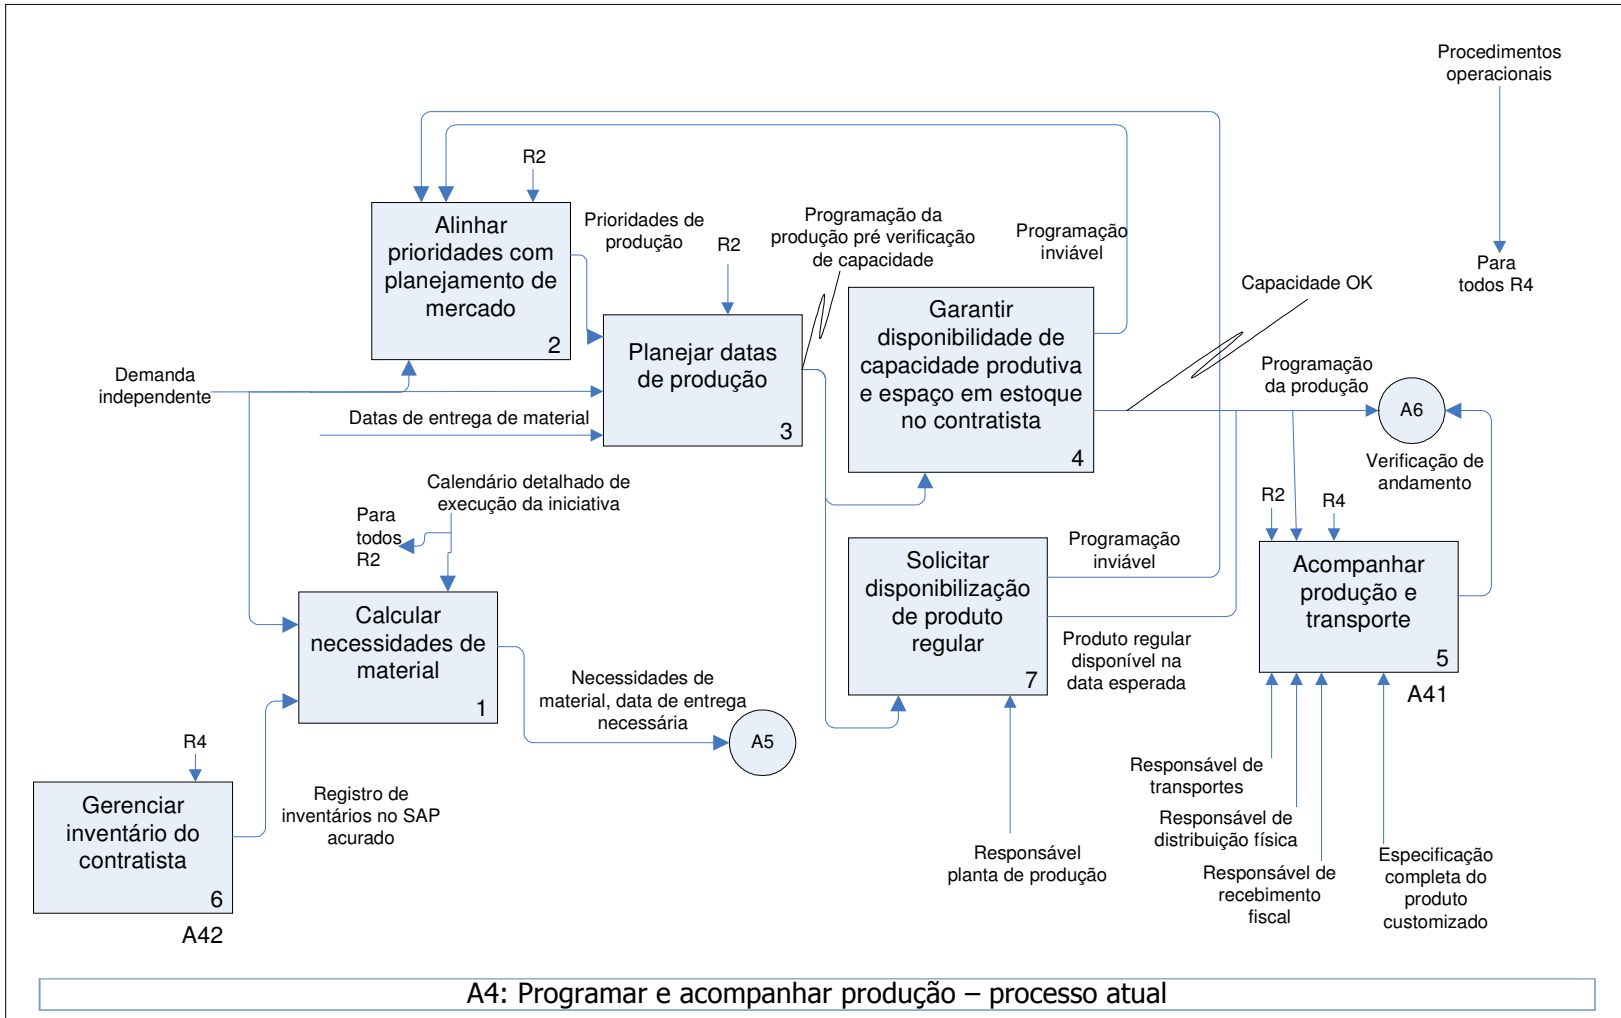 Procedimentos
operacionais
Para
todos R4
R2
Alinhar
prioridades com
planejamento de
mercado
2
Prioridades de
produção
R2
Programação da
produção pré verificação
de capacidade
Programação
inviável
Capacidade OK
Planejar datas
de produção
3
Garantir
disponibilidade de
capacidade produtiva
e espaço em estoque
no contratista
4
Demanda
independente
Datas de entrega de material
Programação
da produção
A6
Verificação de
andamento
Calendário detalhado de
execução da iniciativa
Para
todos
R2
R2
R4
Solicitar
disponibilização
de produto
regular
7
Programação
inviável
Acompanhar
produção e
transporte
5
A41
Calcular
necessidades de
material
1
Produto regular
disponível na
data esperada
Necessidades de
material, data de entrega
necessária
A5
R4
Gerenciar
inventário do
contratista
6
A42
Registro de
inventários no SAP
acurado
Responsável
planta de produção
Responsável de
transportes
Responsável de
distribuição física
Responsável de
recebimento
fiscal
Especificação
completa do
produto
customizado
A4: Programar e acompanhar produção – processo atual